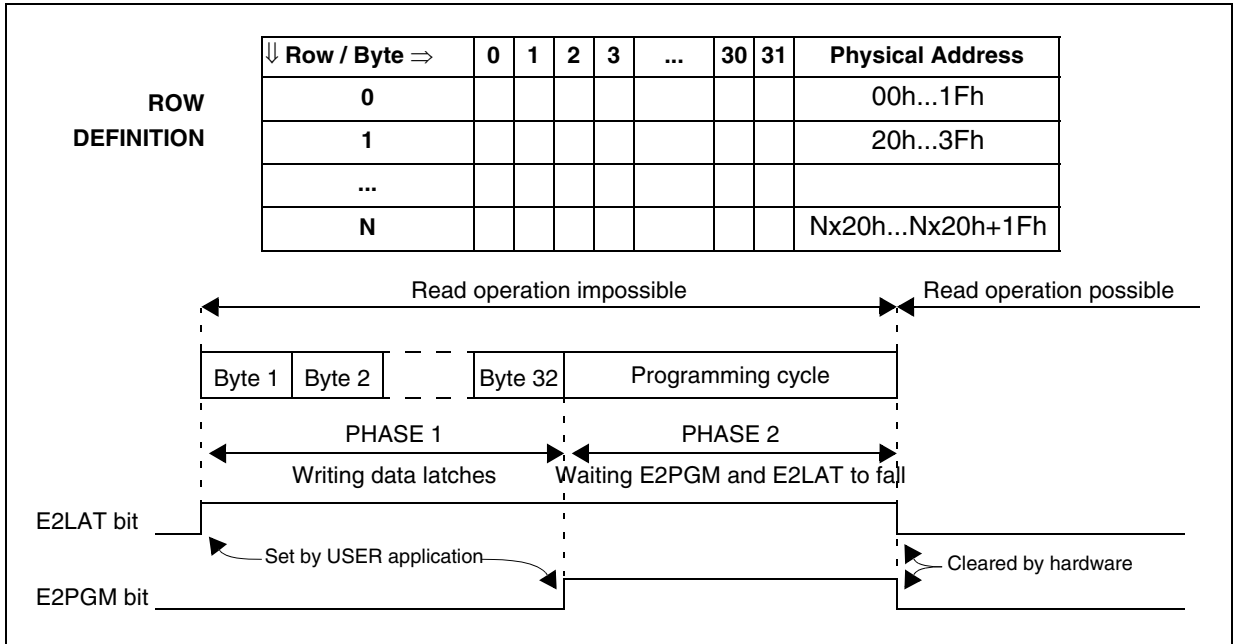 ⇓ Row / Byte ⇒ 0 1 2 3 ... 30 31 Physical Address
ROW DEFINITION
0 00h...1Fh
1 20h...3Fh
...
N Nx20h...Nx20h+1Fh
Read operation impossible Read operation possible
Byte 1 Byte 2 Byte 32 Programming cycle
PHASE 1 PHASE 2
Writing data latches Waiting E2PGM and E2LAT to fall
E2LAT bit
Set by USER application Cleared by hardware
E2PGM bit